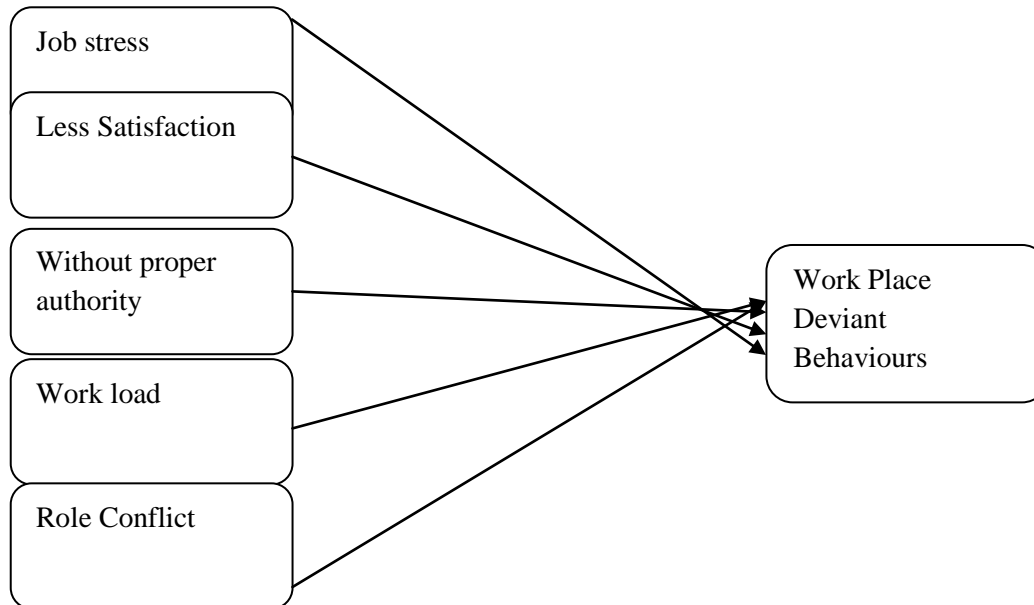 Job stress
Less Satisfaction
Without proper
authority
Work load
Role Conflict
Work Place
Deviant
Behaviours